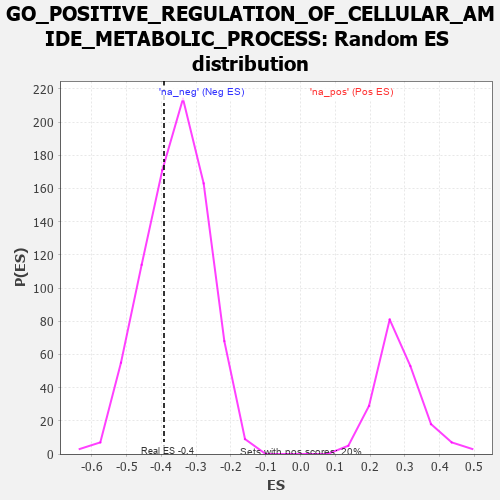 GO_POSITIVE_REGULATION_OF_CELLULAR_AM
IDE_METABOLIC_PROCESS: Random ES
distribution
'na_neg' (Neg ES)
'na_pos' (Pos ES)
220
200
180
160
140
120
100
80
60
40
20
0
P(ES)
Real ES -0.4
Sets with pos scores: 20%
-0.6 -0.5 -0.4 -0.3 -0.2 -0.1 0.0 0.1 0.2 0.3 0.4 0.5
ES